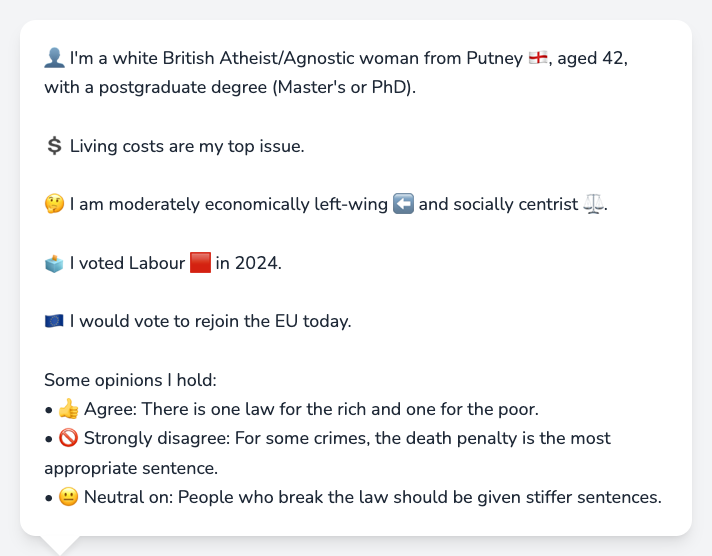 👤 I'm a white British Atheist/Agnostic woman from Putney 🏴󠁧󠁢󠁥󠁮󠁧󠁿, aged 42,
with a postgraduate degree (Master's or PhD).
💲 Living costs are my top issue.
🤔 I am moderately economically left-wing ⬅️ and socially centrist ⚖️.
🗳️ I voted Labour 🟥 in 2024.
🇪🇺 I would vote to rejoin the EU today.
Some opinions I hold:
• 👍 Agree: There is one law for the rich and one for the poor.
• 🚫 Strongly disagree: For some crimes, the death penalty is the most
appropriate sentence.
• 😐 Neutral on: People who break the law should be given stiffer sentences.